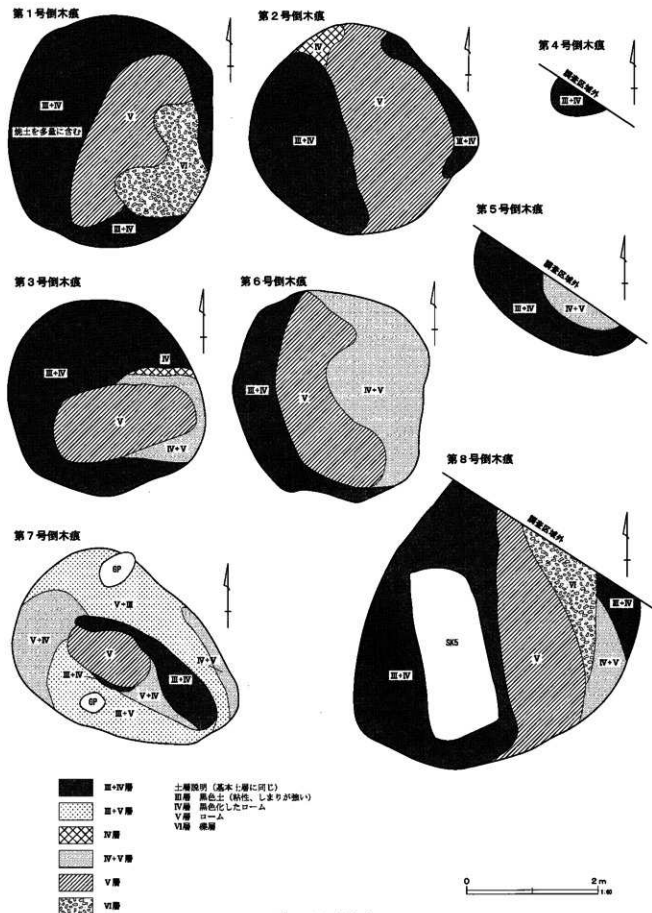 第1号倒木痕
Ⅲ+Ⅳ
焼土を多量に含む
Ⅴ
Ⅵ
Ⅲ+Ⅳ
第2号倒木痕
Ⅳ
Ⅴ
Ⅲ+Ⅳ
Ⅲ+Ⅳ
第4号倒木痕
調査区域外
Ⅲ+Ⅳ
第5号倒木痕
調査区域外
Ⅳ+Ⅴ
Ⅲ+Ⅳ
第3号倒木痕
Ⅳ
Ⅲ+Ⅳ
Ⅴ
Ⅳ+Ⅴ
第6号倒木痕
Ⅲ+Ⅳ
Ⅴ
Ⅳ+Ⅴ
第7号倒木痕
GP
Ⅴ+Ⅲ
Ⅴ+Ⅳ
Ⅴ
Ⅳ+Ⅴ
Ⅲ+Ⅳ
Ⅴ+Ⅳ
Ⅲ+Ⅳ
GP
Ⅲ+Ⅴ
第8号倒木痕
調査区域外
Ⅵ
Ⅲ+Ⅳ
SK5
Ⅲ+Ⅳ
Ⅴ
Ⅳ+Ⅴ
Ⅲ+Ⅳ層
Ⅲ+Ⅴ層
Ⅳ層
Ⅳ+Ⅴ層
Ⅴ層
Ⅵ層
土層説明（基本土層に同じ）
Ⅲ層 黒色土（粘性、しまりが強い）
Ⅳ層 黒色化したローム
Ⅴ層 ローム
Ⅵ層 礫層
0 2m
1:60